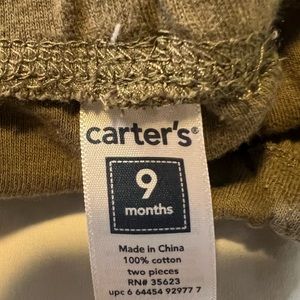 carter's®
9
months
Made in China
100% cotton
two pieces
RN# 35623
upc 6 64454 92977 7